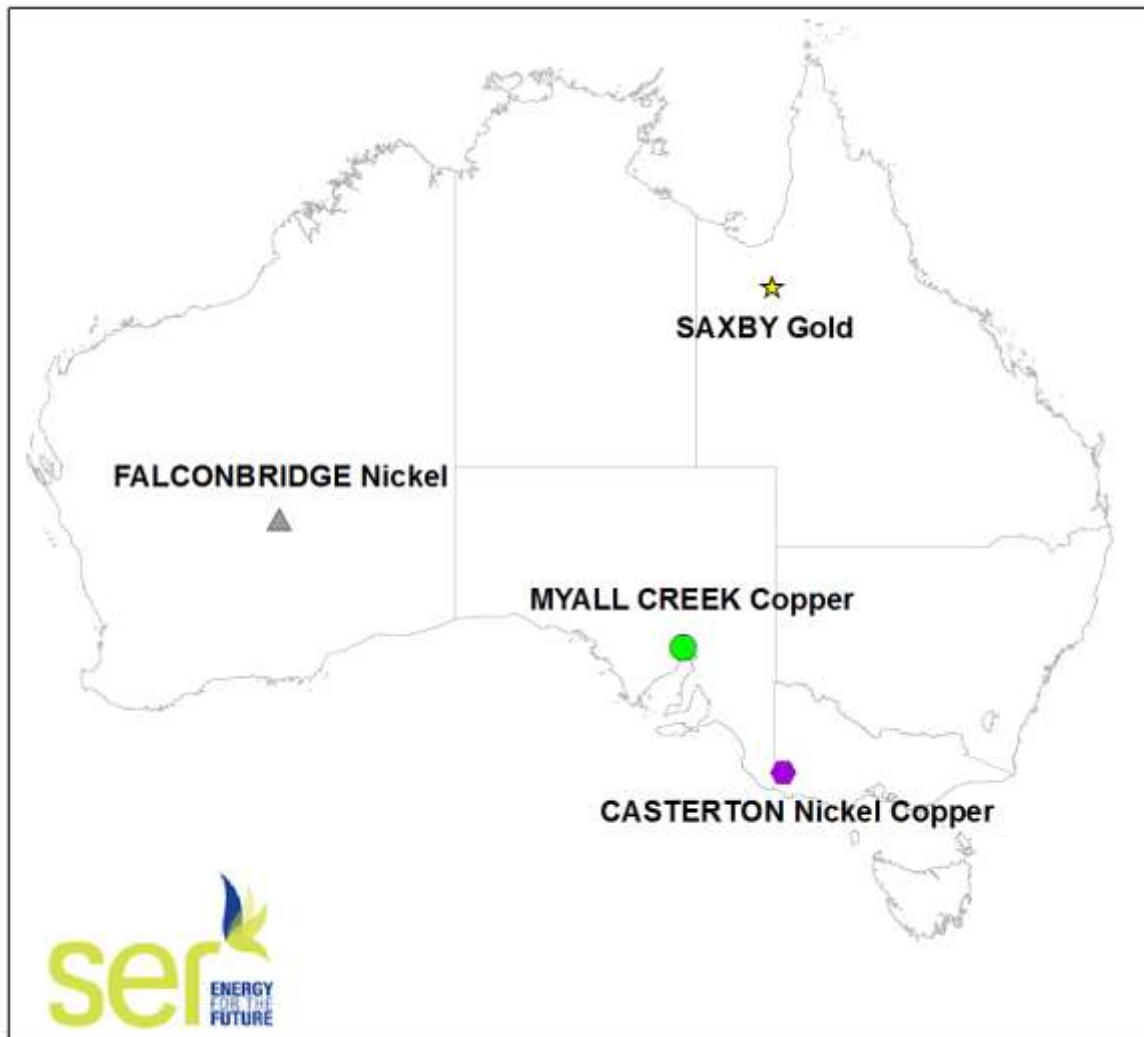 SAXBY Gold
FALCONBRIDGE Nickel
MYALL CREEK Copper
CASTERTON Nickel Copper
ser
ENERGY
FOR THE
FUTURE